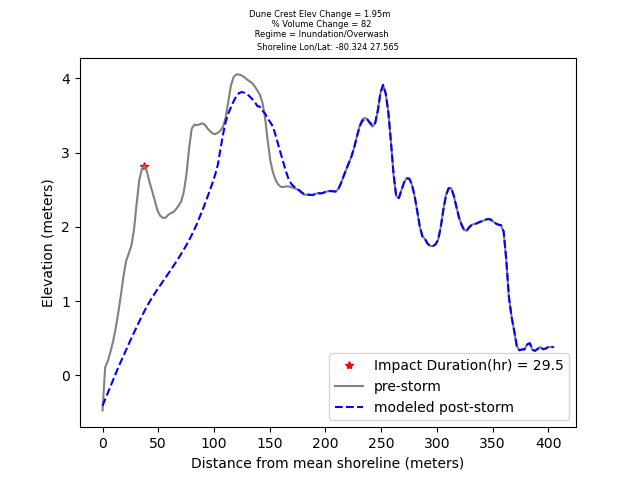 Dune Crest Elev Change = 1.95m
% Volume Change = 82
Regime = Inundation/Overwash
Shoreline Lon/Lat: -80.324 27.565
4
3
2
1
0
Elevation (meters)
Impact Duration(hr) = 29.5
pre-storm
modeled post-storm
0 50 100 150 200 250 300 350 400
Distance from mean shoreline (meters)